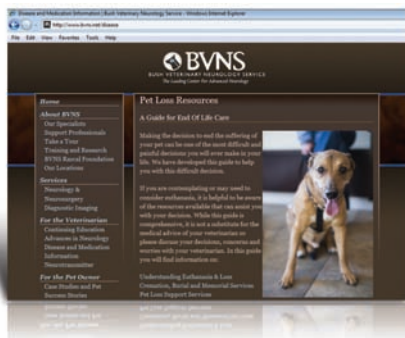 Disease and Medication Information | Bush Veterinary Neurology Service - Windows Internet Explorer
http://www.bvns.net/disease
File Edit View Favorites Tools Help
BVNS
BUSH VETERINARY NEUROLOGY SERVICE
The Leading Center for Advanced Neurology
Home
About BVNS
Our Specialists
Support Professionals
Take a Tour
Training and Research
BVNS Rascal Foundation
Our Locations
Services
Neurology &
Neurosurgery
Diagnostic Imaging
For the Veterinarian
Continuing Education
Advances in Neurology
Disease and Medication
Information
Neurotransmitter
For the Pet Owner
Case Studies and Pet
Success Stories
Pet Loss Resources
A Guide for End Of Life Care
Making the decision to end the suffering of
your pet can be one of the most difficult and
painful decisions you will ever make in your
life. We have developed this guide to help
you with this difficult decision.
If you are contemplating or may need to
consider euthanasia, it is helpful to be aware
of the resources available that can assist you
with your decision. While this guide is
comprehensive, it is not a substitute for the
medical advice of your veterinarian so
please discuss your decisions, concerns and
worries with your veterinarian. In this guide
you will find information on:
Understanding Euthanasia & Loss
Cremation, Burial and Memorial Services
Pet Loss Support Services